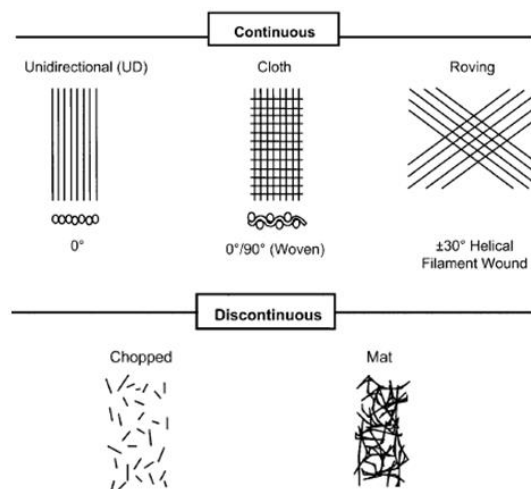 Continuous
Unidirectional (UD)
Cloth
Roving
0°
0°/90° (Woven)
±30° Helical
Filament Wound
Discontinuous
Chopped
Mat